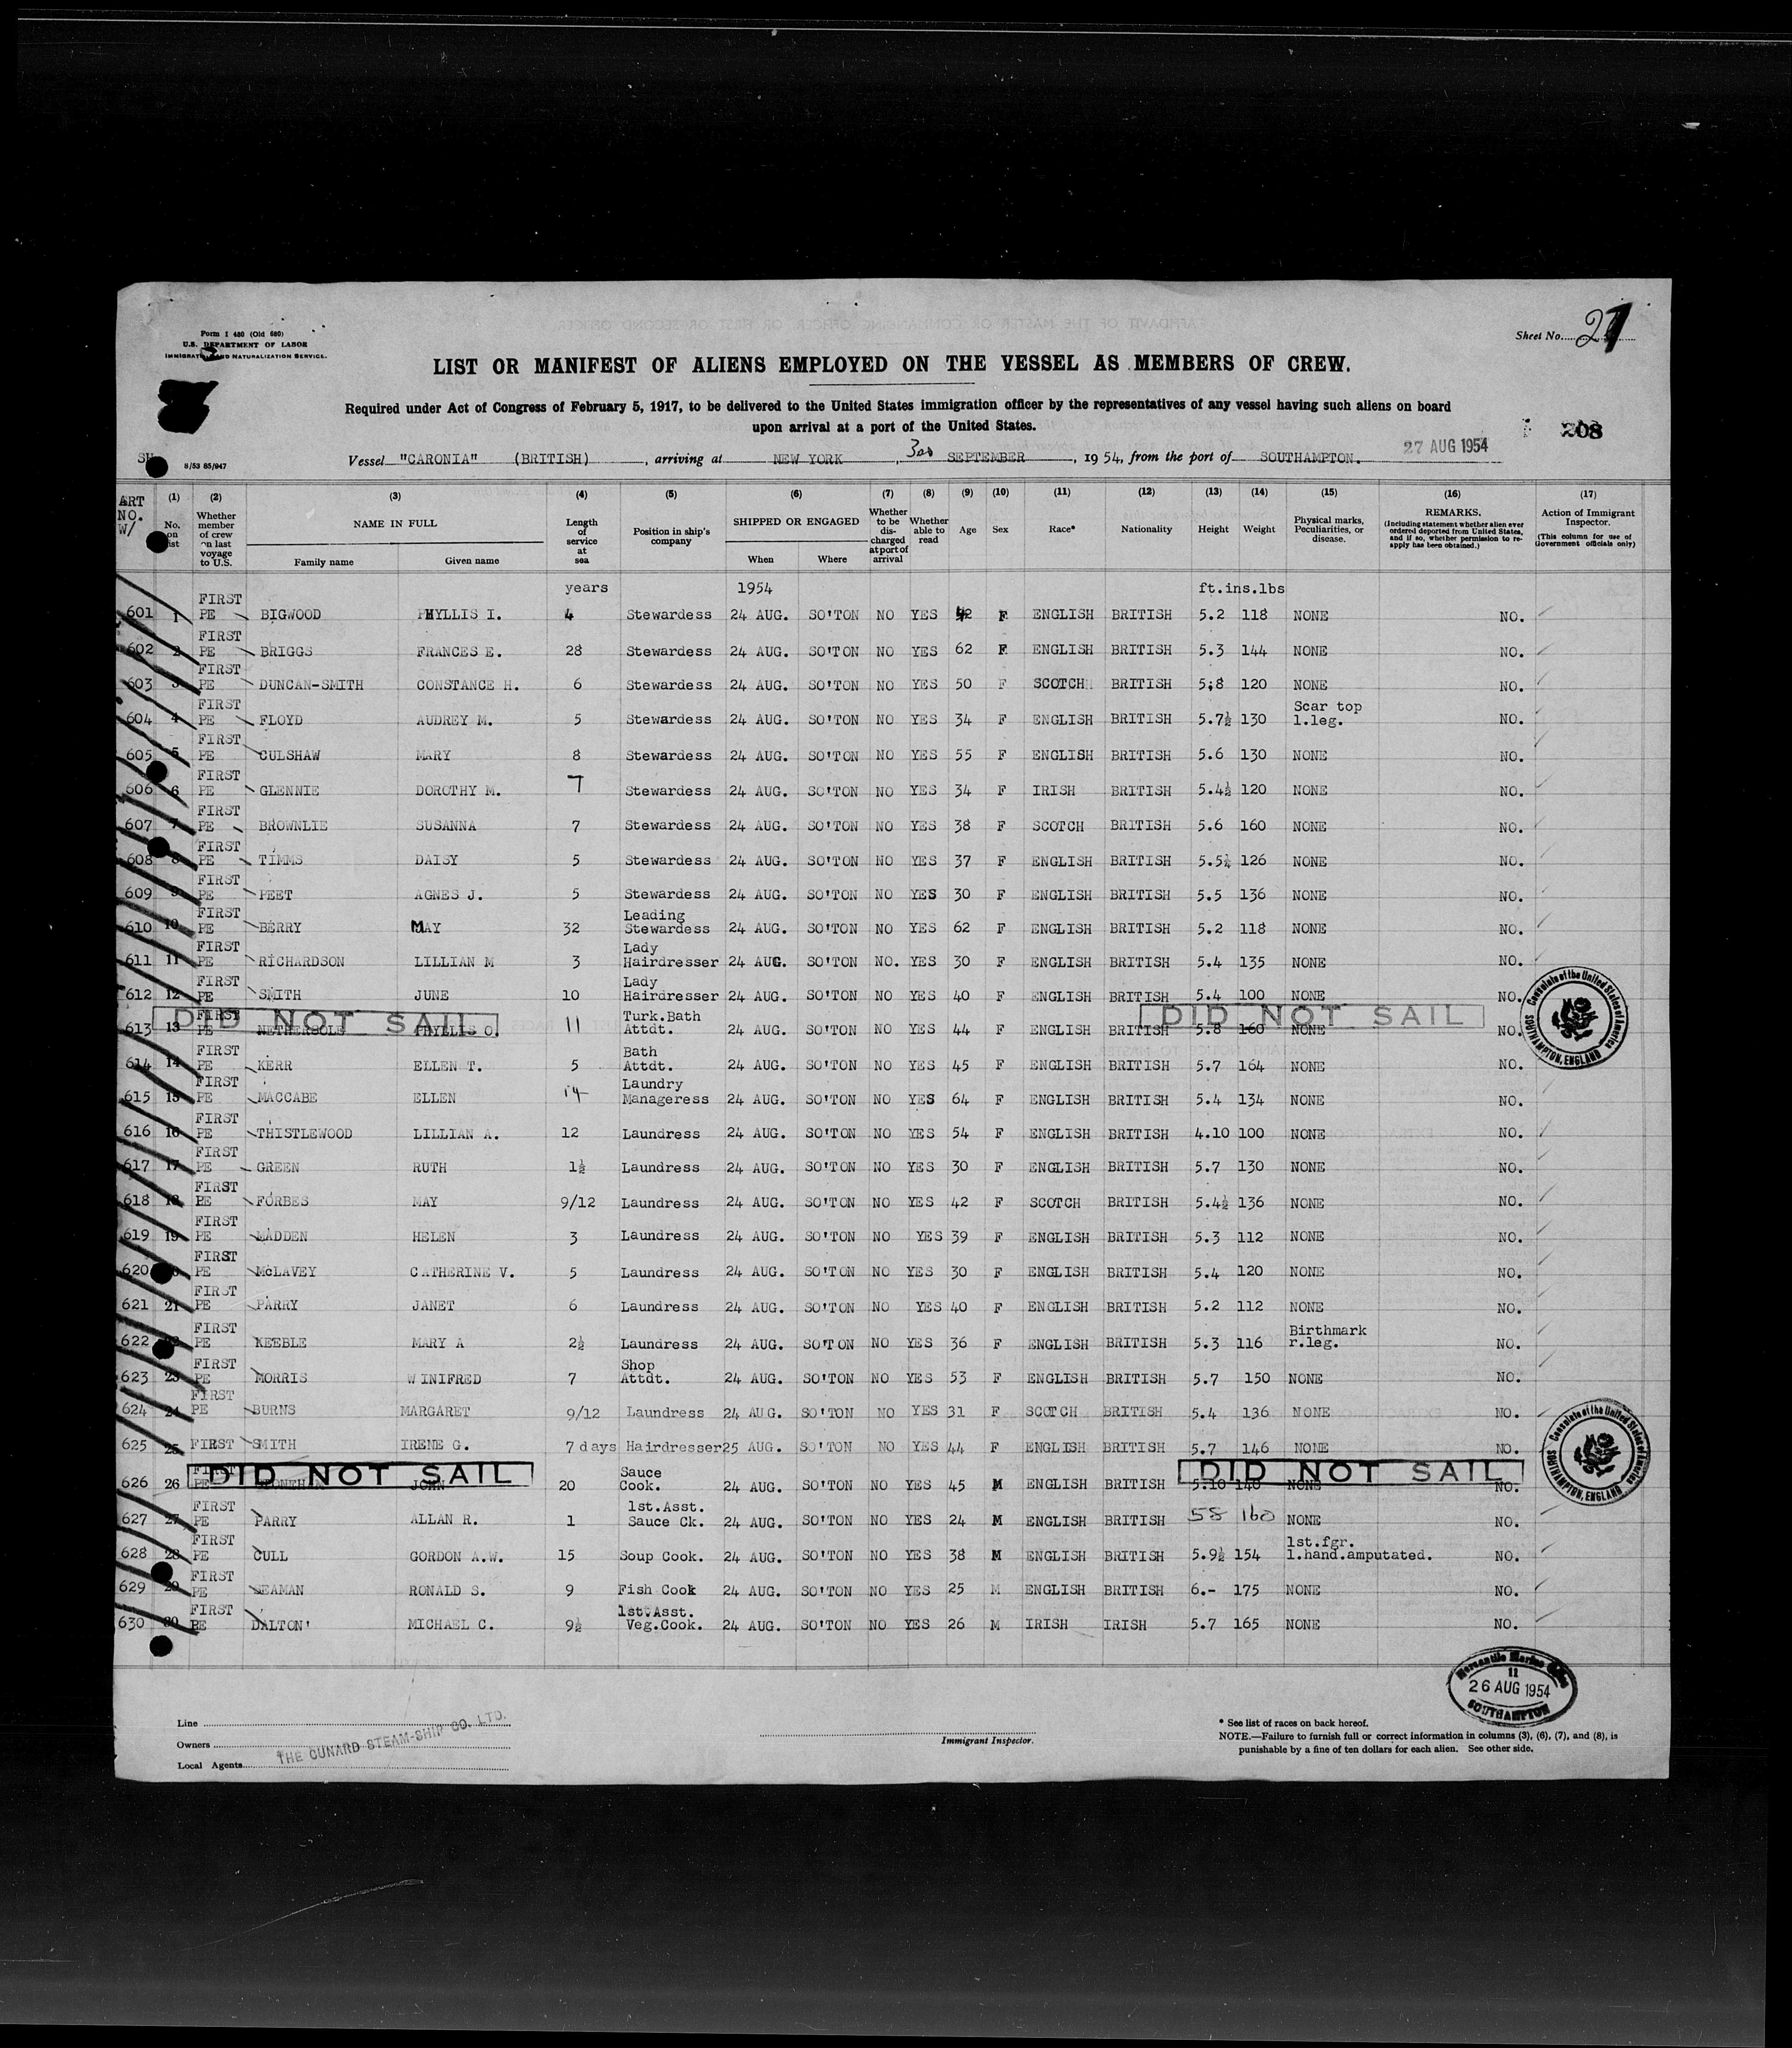 Form I 480 (Old 680)
U.S. DEPARTMENT OF LABOR
IMMIGRATION AND NATURALIZATION SERVICE.
Sheet No. 21
LIST OR MANIFEST OF ALIENS EMPLOYED ON THE VESSEL AS MEMBERS OF CREW.
Required under Act of Congress of February 5, 1917, to be delivered to the United States immigration officer by the representatives of any vessel having such aliens on board
upon arrival at a port of the United States.
208
27 AUG 1954
8/53 85/947
Vessel "CARONIA" (BRITISH), arriving at NEW YORK, SEPTEMBER, 1954, from the port of SOUTHAMPTON.
ART NO. W/
(1) (2) (3) (4) (5) (6) (7) (8) (9) (10) (11) (12) (13) (14) (15) (16) (17)
No. on list
Whether member of crew on last voyage to U.S.
NAME IN FULL
Family name Given name
Length of service at sea
Position in ship's company
SHIPPED OR ENGAGED
When Where
Whether to be discharged at port of arrival
Whether able to read
Age Sex Race* Nationality Height Weight
Physical marks, Peculiarities, or disease.
REMARKS.
(Including statement whether alien ever ordered deported from United States, and if so, whether permission to re-apply has been obtained.)
Action of Immigrant Inspector.
(This column for use of Government officials only)
years 1954 ft.ins.lbs
601 1 FIRST PE BIGWOOD PHYLLIS I. 4 Stewardess 24 AUG. SO'TON NO YES 42 F ENGLISH BRITISH 5.2 118 NONE NO.
602 2 FIRST PE BRIGGS FRANCES E. 28 Stewardess 24 AUG. SO'TON NO YES 62 F ENGLISH BRITISH 5.3 144 NONE NO.
603 3 FIRST PE DUNCAN-SMITH CONSTANCE H. 6 Stewardess 24 AUG. SO'TON NO YES 50 F SCOTCH BRITISH 5;8 120 NONE NO.
604 4 FIRST PE FLOYD AUDREY M. 5 Stewardess 24 AUG. SO'TON NO YES 34 F ENGLISH BRITISH 5.7½ 130 Scar top l.leg. NO.
605 5 FIRST PE CULSHAW MARY 8 Stewardess 24 AUG. SO'TON NO YES 55 F ENGLISH BRITISH 5.6 130 NONE NO.
606 6 FIRST PE GLENNIE DOROTHY M. 7 Stewardess 24 AUG. SO'TON NO YES 34 F IRISH BRITISH 5.4½ 120 NONE NO.
607 7 FIRST PE BROWNLIE SUSANNA 7 Stewardess 24 AUG. SO'TON NO YES 38 F SCOTCH BRITISH 5.6 160 NONE NO.
608 8 FIRST PE TIMMS DAISY 5 Stewardess 24 AUG. SO'TON NO YES 37 F ENGLISH BRITISH 5.5¼ 126 NONE NO.
609 9 FIRST PE PEET AGNES J. 5 Stewardess 24 AUG. SO'TON NO YES 30 F ENGLISH BRITISH 5.5 136 NONE NO.
610 10 FIRST PE BERRY MAY 32 Leading Stewardess 24 AUG. SO'TON NO YES 62 F ENGLISH BRITISH 5.2 118 NONE NO.
611 11 FIRST PE RICHARDSON LILLIAN M 3 Lady Hairdresser 24 AUG. SO'TON NO. YES 30 F ENGLISH BRITISH 5.4 135 NONE NO.
612 12 FIRST PE SMITH JUNE 10 Lady Hairdresser 24 AUG. SO'TON NO YES 40 F ENGLISH BRITISH 5.4 100 NONE NO.
DID NOT SAIL DID NOT SAIL
613 13 FIRST PE NETHERSOLE PHYLLIS O. 11 Turk.Bath Attdt. 24 AUG. SO'TON NO YES 44 F ENGLISH BRITISH 5.8 160 NONE NO.
614 14 FIRST PE KERR ELLEN T. 5 Bath Attdt. 24 AUG. SO'TON NO YES 45 F ENGLISH BRITISH 5.7 164 NONE NO.
615 15 FIRST PE MACCABE ELLEN 14 Laundry Manageress 24 AUG. SO'TON NO YES 64 F ENGLISH BRITISH 5.4 134 NONE NO.
616 16 FIRST PE THISTLEWOOD LILLIAN A. 12 Laundress 24 AUG. SO'TON NO YES 54 F ENGLISH BRITISH 4.10 100 NONE NO.
617 17 FIRST PE GREEN RUTH 1½ Laundress 24 AUG. SO'TON NO YES 30 F ENGLISH BRITISH 5.7 130 NONE NO.
618 18 FIRST PE FORBES MAY 9/12 Laundress 24 AUG. SO'TON NO YES 42 F SCOTCH BRITISH 5.4½ 136 NONE NO.
619 19 FIRST PE MADDEN HELEN 3 Laundress 24 AUG. SO'TON NO YES 39 F ENGLISH BRITISH 5.3 112 NONE NO.
620 FIRST PE McLAVEY CATHERINE V. 5 Laundress 24 AUG. SO'TON NO YES 30 F ENGLISH BRITISH 5.4 120 NONE NO.
621 21 FIRST PE PARRY JANET 6 Laundress 24 AUG. SO'TON NO YES 40 F ENGLISH BRITISH 5.2 112 NONE NO.
622 22 FIRST PE KEEBLE MARY A 2½ Laundress 24 AUG. SO'TON NO YES 36 F ENGLISH BRITISH 5.3 116 Birthmark r.leg. NO.
623 23 FIRST PE MORRIS WINIFRED 7 Shop Attdt. 24 AUG. SO'TON NO YES 53 F ENGLISH BRITISH 5.7 150 NONE NO.
624 24 FIRST PE BURNS MARGARET 9/12 Laundress 24 AUG. SO'TON NO YES 31 F SCOTCH BRITISH 5.4 136 NONE NO.
625 25 FIRST SMITH IRENE G. 7 days Hairdresser 25 AUG. SO'TON NO YES 44 F ENGLISH BRITISH 5.7 146 NONE NO.
DID NOT SAIL DID NOT SAIL
626 26 FIRST PE JOHN 20 Sauce Cook. 24 AUG. SO'TON NO YES 45 M ENGLISH BRITISH 5.10 140 NONE NO.
627 27 FIRST PE PARRY ALLAN R. 1 1st.Asst. Sauce Ck. 24 AUG. SO'TON NO YES 24 M ENGLISH BRITISH 58 160 NONE NO.
628 28 FIRST PE CULL GORDON A.W. 15 Soup Cook. 24 AUG. SO'TON NO YES 38 M ENGLISH BRITISH 5.9½ 154 1st.fgr. l.hand.amputated. NO.
629 29 FIRST PE SEAMAN RONALD S. 9 Fish Cook 24 AUG. SO'TON NO YES 25 M ENGLISH BRITISH 6.- 175 NONE NO.
630 30 FIRST PE DALTON' MICHAEL C. 9½ 1st.Asst. Veg.Cook. 24 AUG. SO'TON NO YES 26 M IRISH IRISH 5.7 165 NONE NO.
Consulate of the United States of America SOUTHAMPTON, ENGLAND
Consulate of the United States of America SOUTHAMPTON, ENGLAND
Mercantile Marine Office
11
26 AUG 1954
SOUTHAMPTON
Line
Owners
THE CUNARD STEAM-SHIP CO. LTD.
Local Agents
Immigrant Inspector.
* See list of races on back hereof.
NOTE.—Failure to furnish full or correct information in columns (3), (6), (7), and (8), is
punishable by a fine of ten dollars for each alien. See other side.